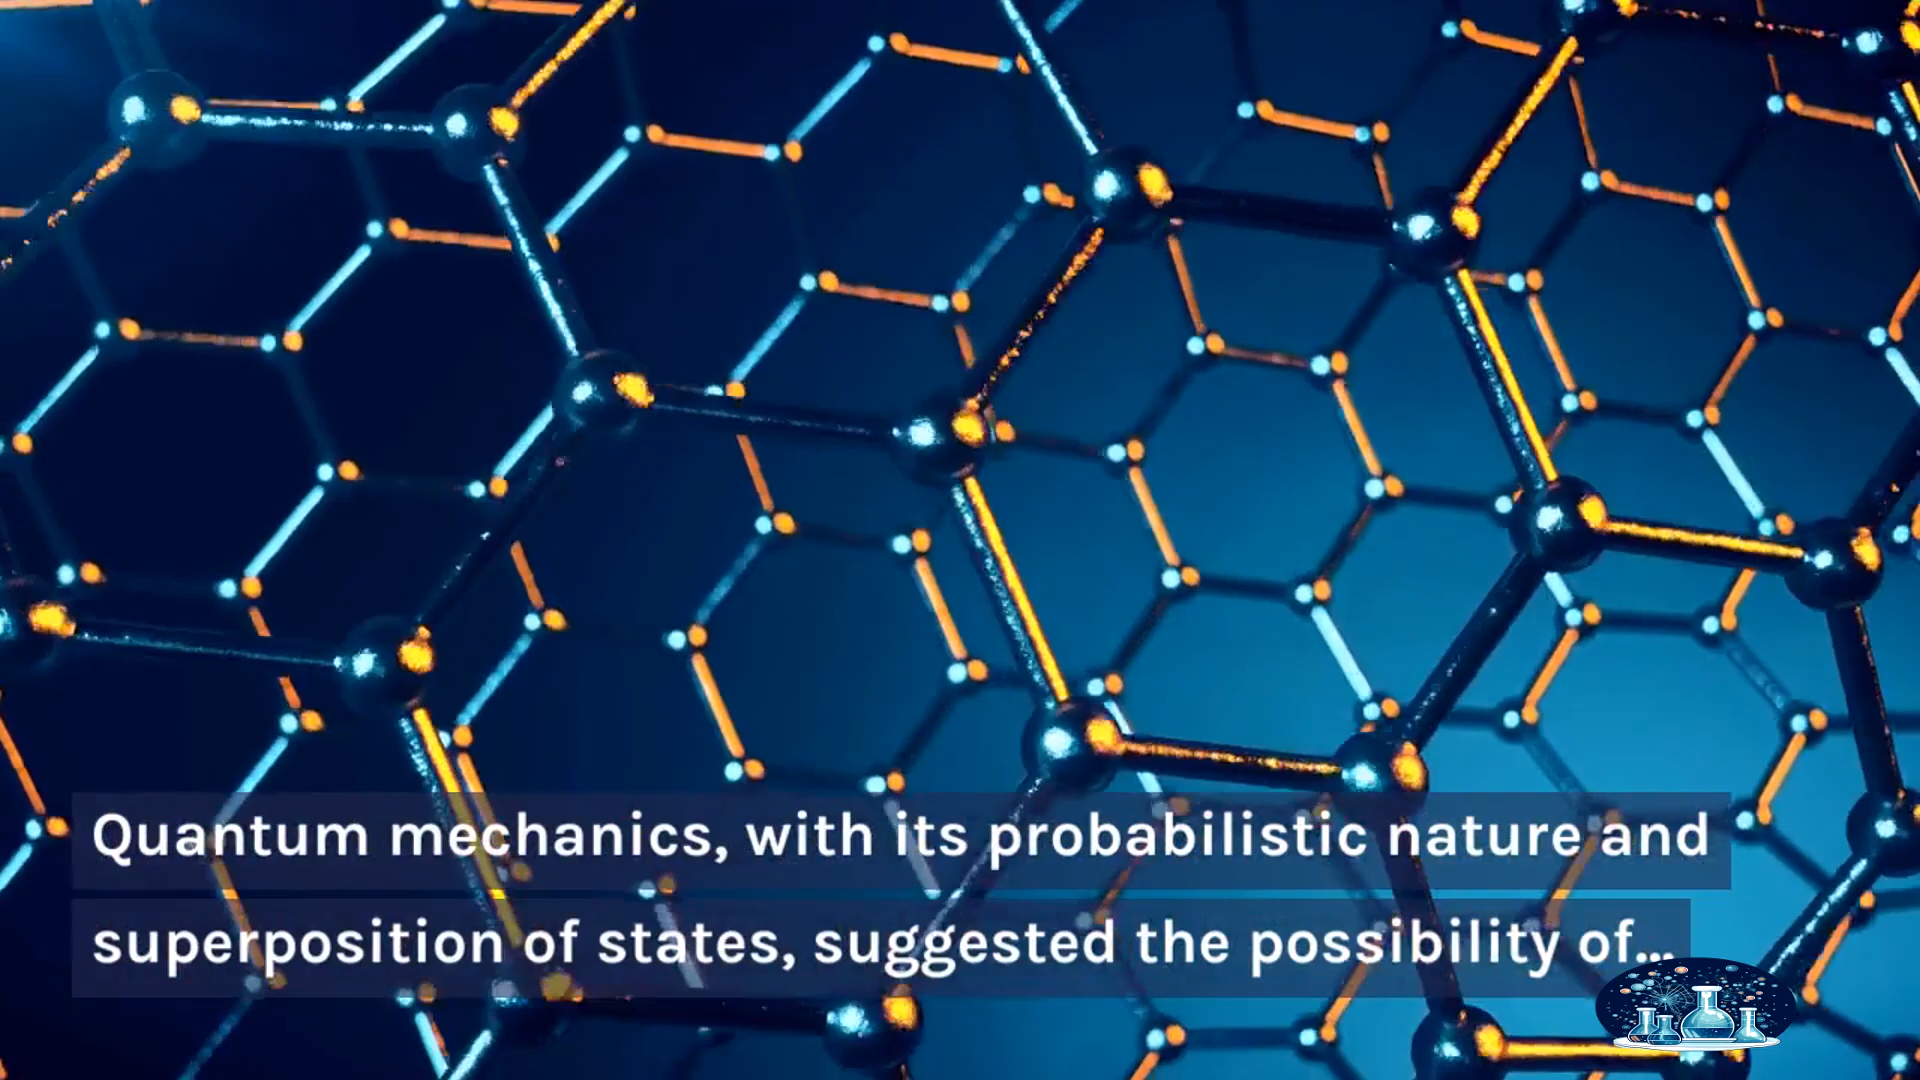 Quantum mechanics, with its probabilistic nature and
superposition of states, suggested the possibility of...